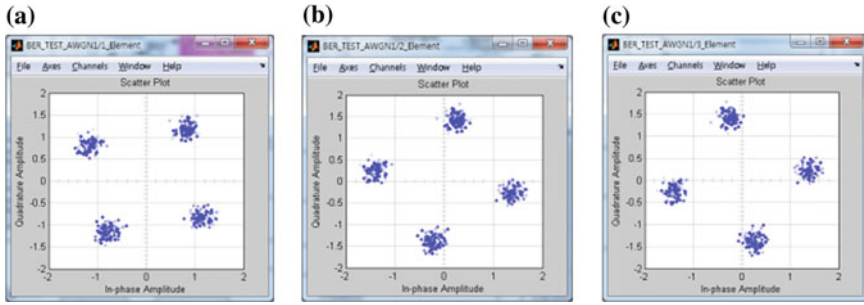 (a)
BER_TEST_AWGN1/1_Element
File Axes Channels Window Help
Scatter Plot
Quadrature Amplitude
2
1.5
1
0.5
0
-0.5
-1
-1.5
-2
-2 -1 0 1 2
In-phase Amplitude
(b)
BER_TEST_AWGN1/2_Element
File Axes Channels Window Help
Scatter Plot
Quadrature Amplitude
2
1.5
1
0.5
0
-0.5
-1
-1.5
-2
-2 -1 0 1 2
In-phase Amplitude
(c)
BER_TEST_AWGN1/3_Element
File Axes Channels Window Help
Scatter Plot
Quadrature Amplitude
2
1.5
1
0.5
0
-0.5
-1
-1.5
-2
-2 -1 0 1 2
In-phase Amplitude